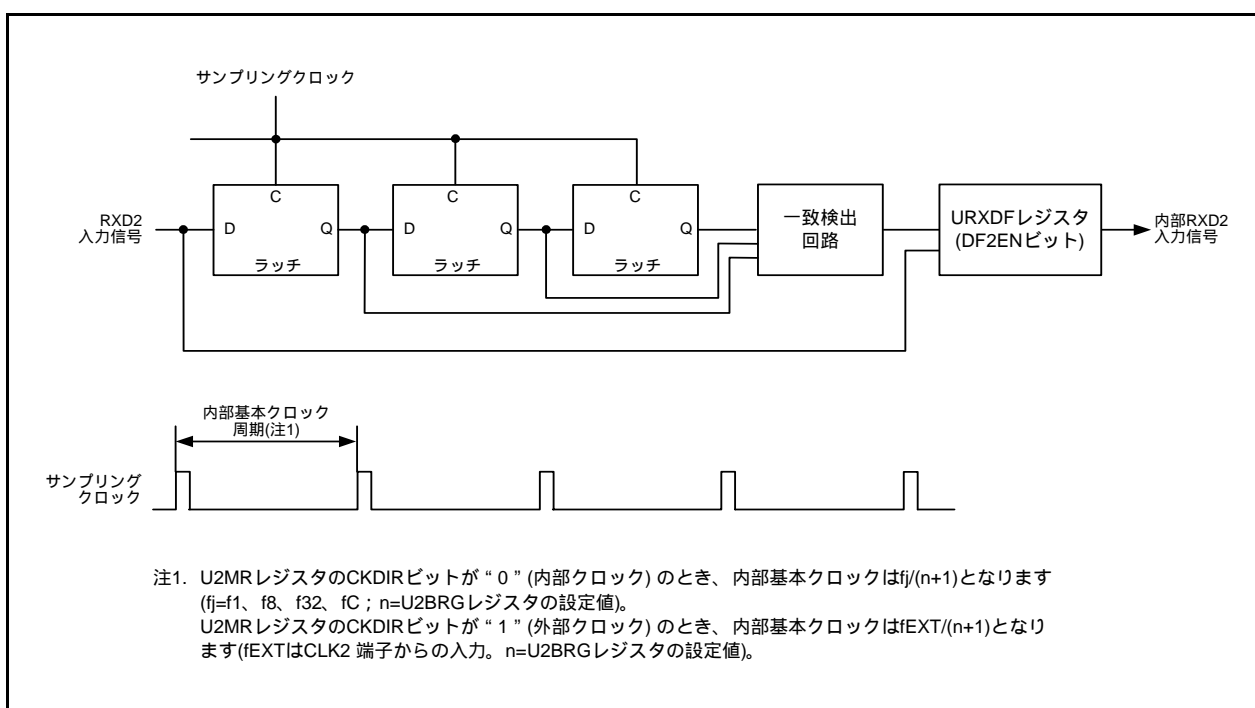 サンプリングクロック
RXD2
入力信号
D
C
Q
ラッチ
D
C
Q
ラッチ
D
C
Q
ラッチ
一致検出
回路
URXDFレジスタ
(DF2ENビット)
内部RXD2
入力信号
内部基本クロック
周期(注1)
サンプリング
クロック
注1. U2MRレジスタのCKDIRビットが“0”(内部クロック) のとき、内部基本クロックはfj/(n+1)となります
(fj=f1、f8、f32、fC ; n=U2BRGレジスタの設定値)。
U2MRレジスタのCKDIRビットが“1”(外部クロック) のとき、内部基本クロックはfEXT/(n+1)となり
ます(fEXTはCLK2 端子からの入力。n=U2BRGレジスタの設定値)。